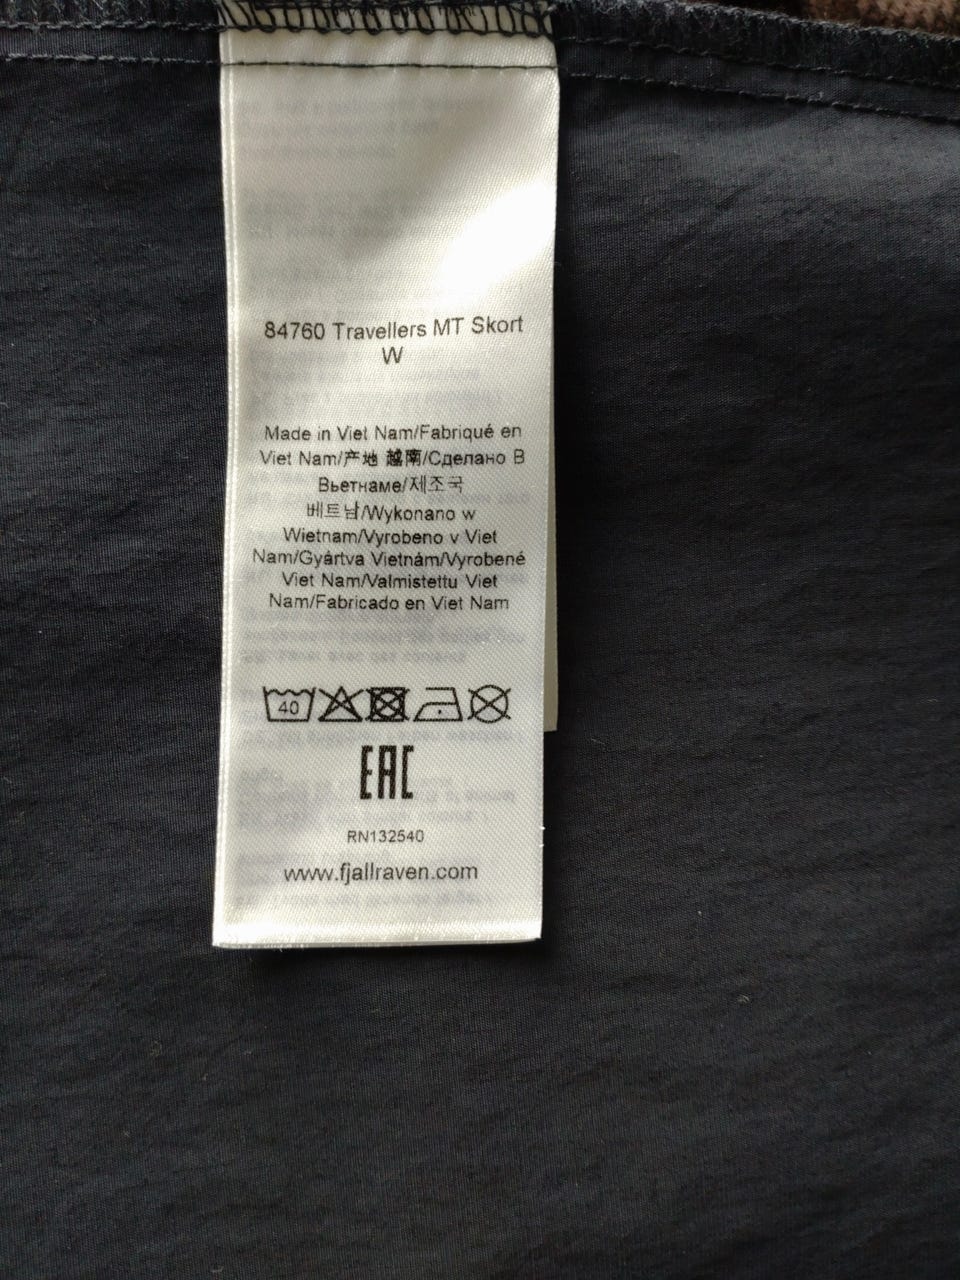 84760 Travellers MT Skort
W
Made in Viet Nam/Fabriqué en
Viet Nam/产地 越南/Сделано В
Вьетнаме/제조국
베트남/Wykonano w
Wietnam/Vyrobeno v Viet
Nam/Gyártva Vietnám/Vyrobené
Viet Nam/Valmistettu Viet
Nam/Fabricado en Viet Nam
40
EAC
RN132540
www.fjallraven.com